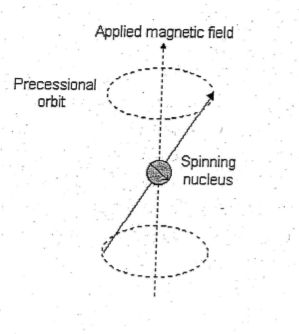 Applied magnetic field
Precessional
orbit
Spinning
nucleus